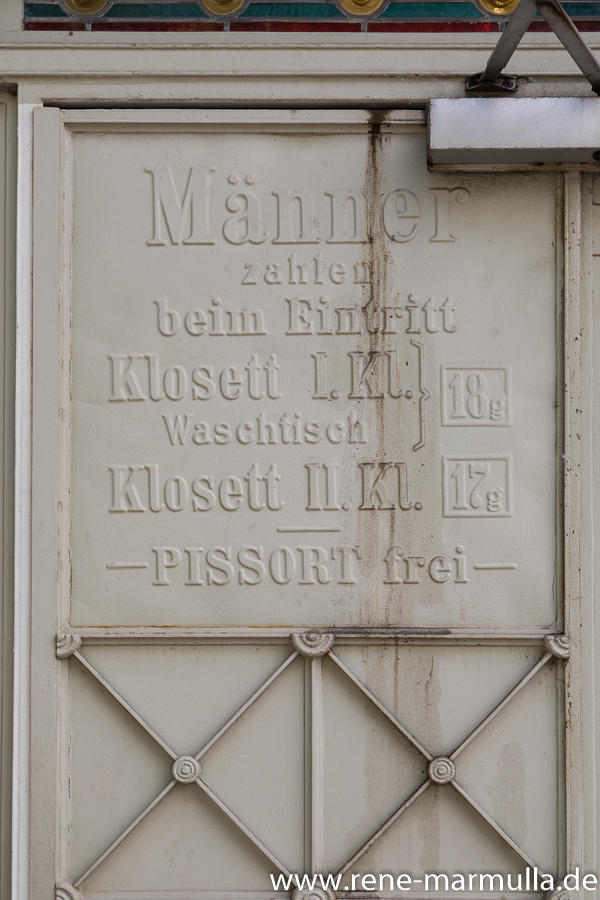 Männer
zahlen
beim Eintritt
Klosett I. Kl. } 18g
Waschtisch
Klosett II. Kl. 17g
— PISSORT frei —
www.rene-marmulla.de